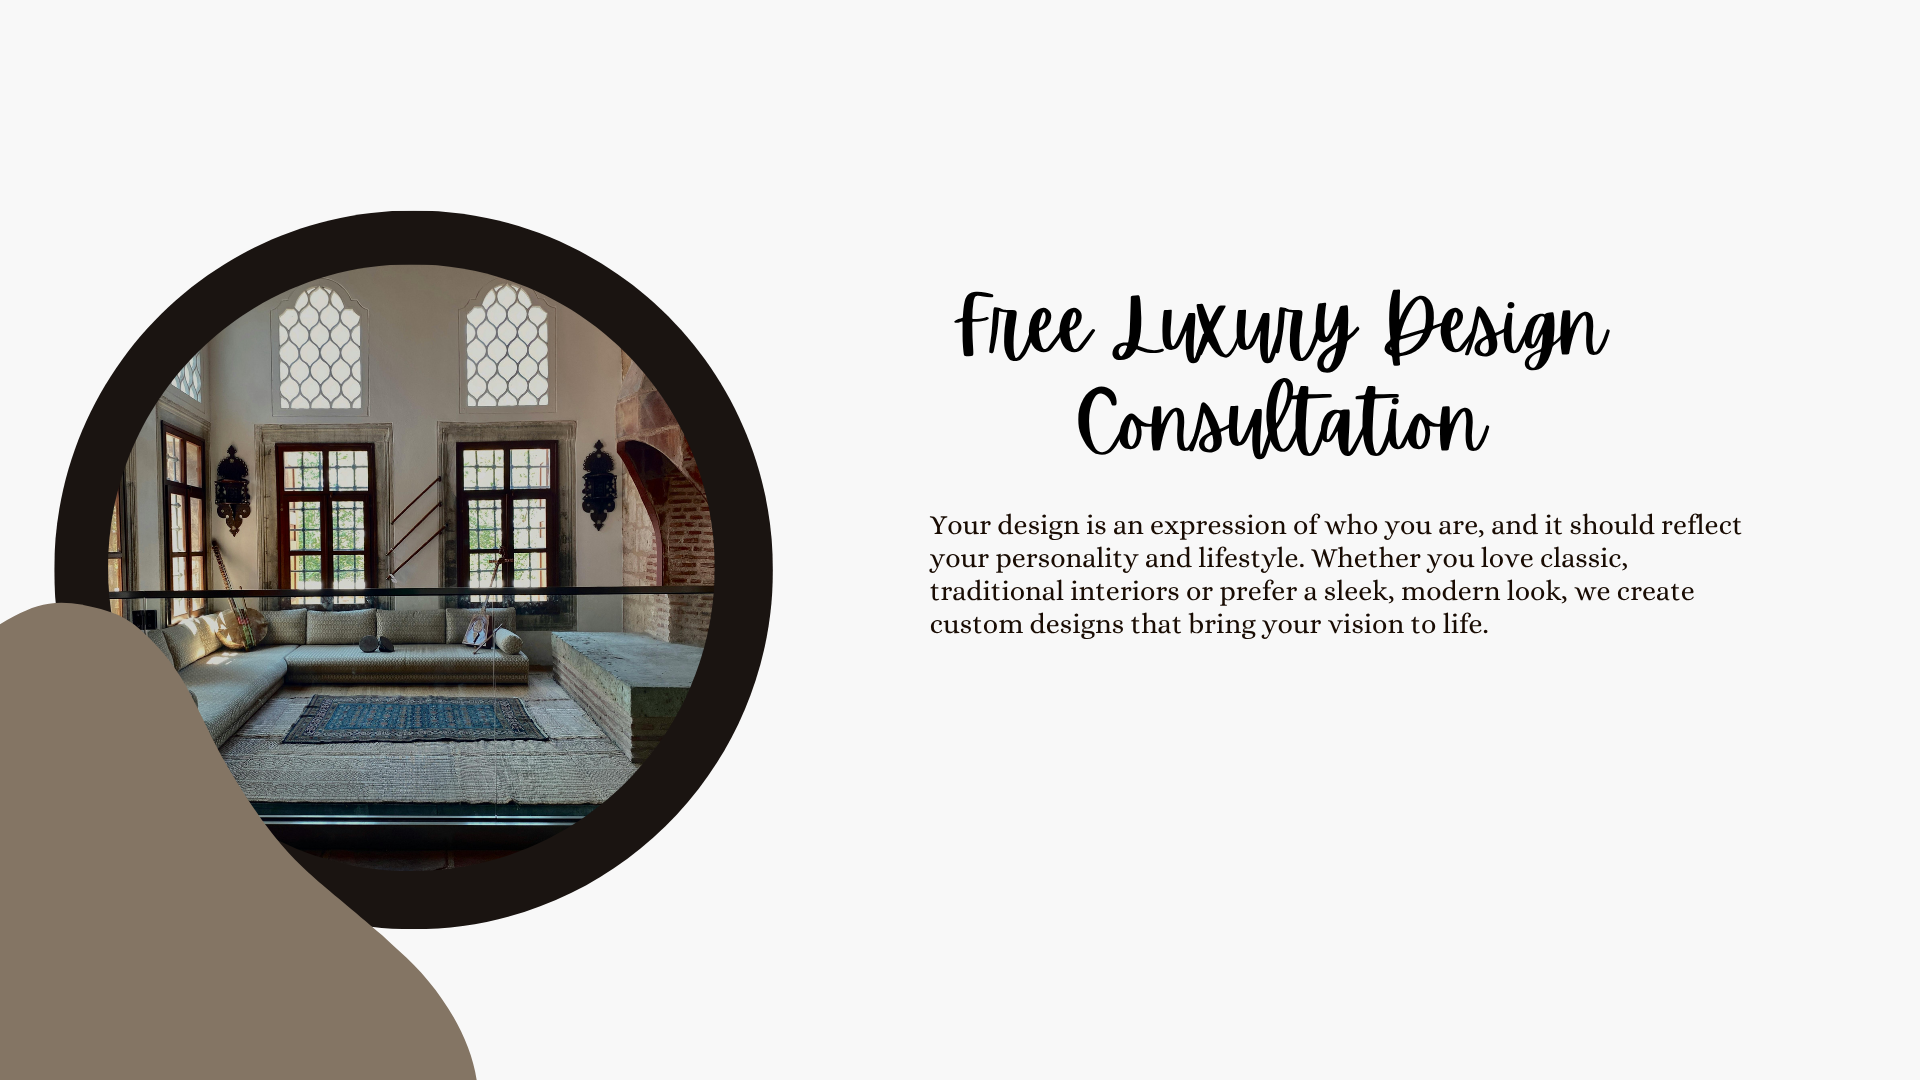 Free Luxury Design
Consultation
Your design is an expression of who you are, and it should reflect
your personality and lifestyle. Whether you love classic,
traditional interiors or prefer a sleek, modern look, we create
custom designs that bring your vision to life.